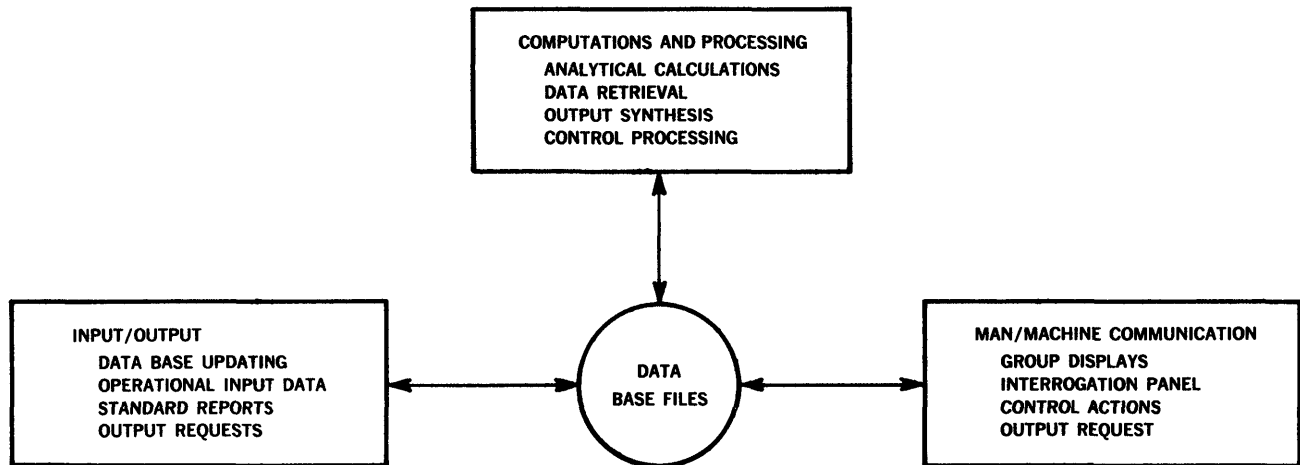 COMPUTATIONS AND PROCESSING
ANALYTICAL CALCULATIONS
DATA RETRIEVAL
OUTPUT SYNTHESIS
CONTROL PROCESSING
INPUT/OUTPUT
DATA BASE UPDATING
OPERATIONAL INPUT DATA
STANDARD REPORTS
OUTPUT REQUESTS
DATA
BASE FILES
MAN/MACHINE COMMUNICATION
GROUP DISPLAYS
INTERROGATION PANEL
CONTROL ACTIONS
OUTPUT REQUEST